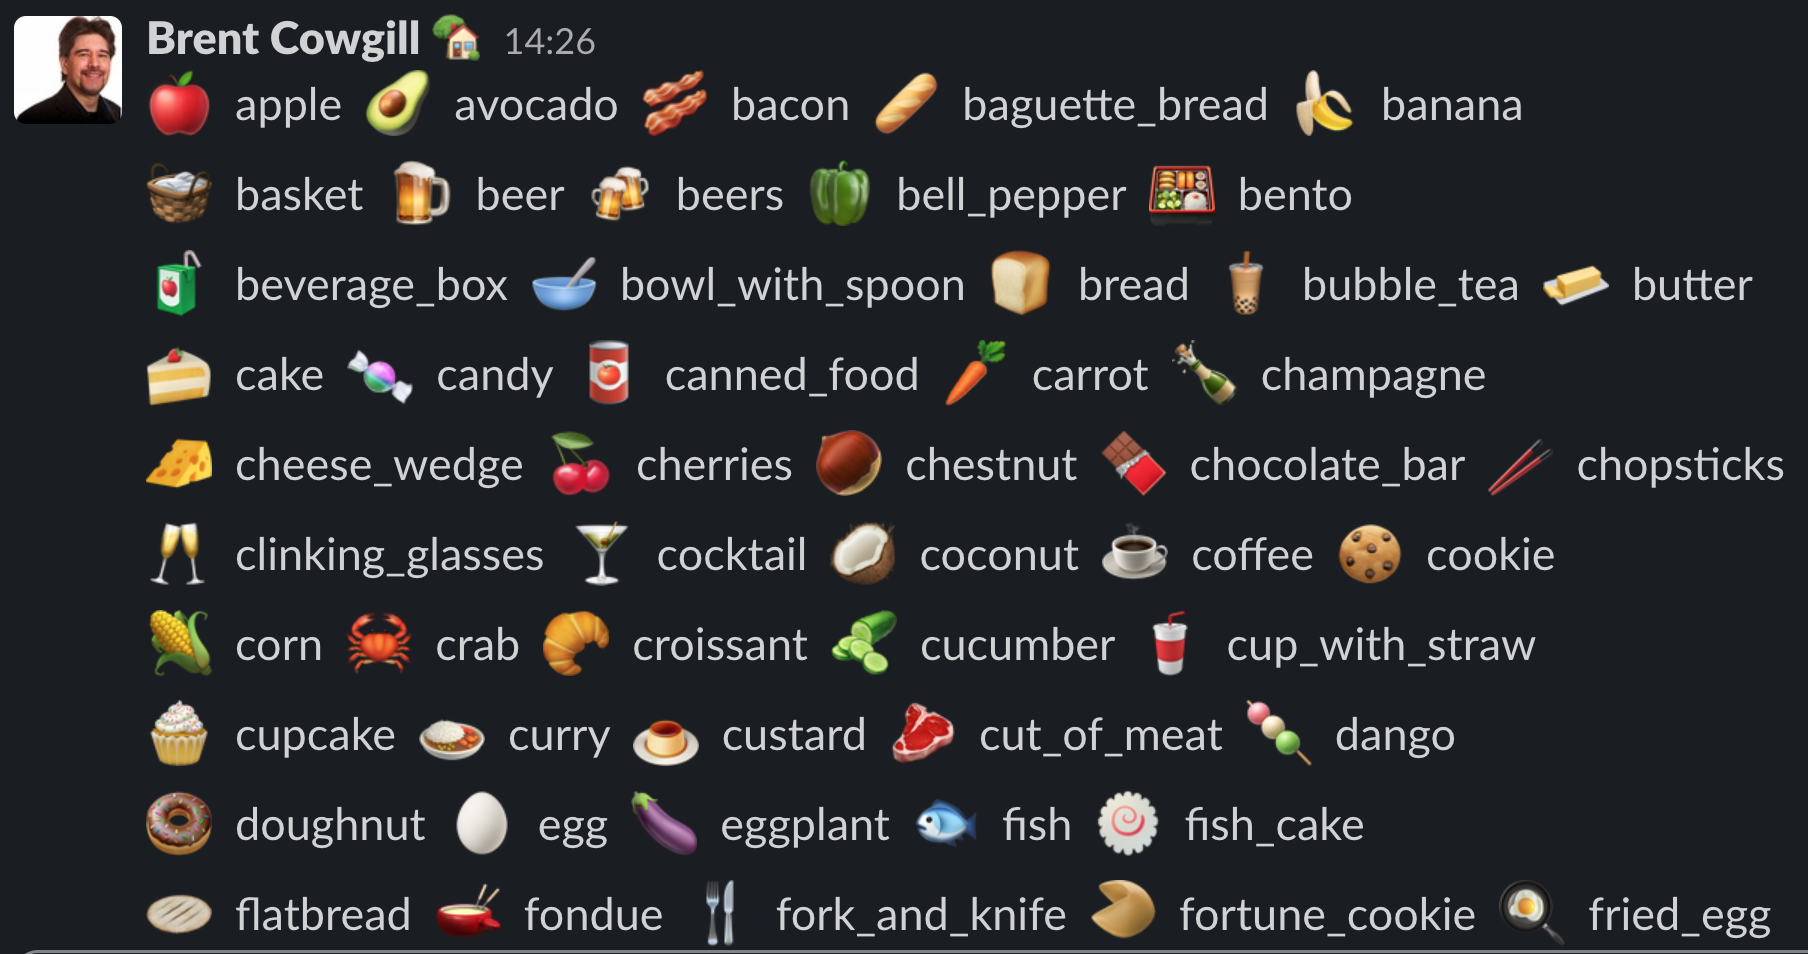 Brent Cowgill 🏡 14:26
🍎 apple 🥑 avocado 🥓 bacon 🥖 baguette_bread 🍌 banana
🧺 basket 🍺 beer 🍻 beers 🫑 bell_pepper 🍱 bento
🧃 beverage_box 🥣 bowl_with_spoon 🍞 bread 🧋 bubble_tea 🧈 butter
🍰 cake 🍬 candy 🥫 canned_food 🥕 carrot 🍾 champagne
🧀 cheese_wedge 🍒 cherries 🌰 chestnut 🍫 chocolate_bar 🥢 chopsticks
🥂 clinking_glasses 🍸 cocktail 🥥 coconut ☕ coffee 🍪 cookie
🌽 corn 🦀 crab 🥐 croissant 🥒 cucumber 🥤 cup_with_straw
🧁 cupcake 🍛 curry 🍮 custard 🥩 cut_of_meat 🍡 dango
🍩 doughnut 🥚 egg 🍆 eggplant 🐟 fish 🍥 fish_cake
🫓 flatbread 🫕 fondue 🍴 fork_and_knife 🥠 fortune_cookie 🍳 fried_egg